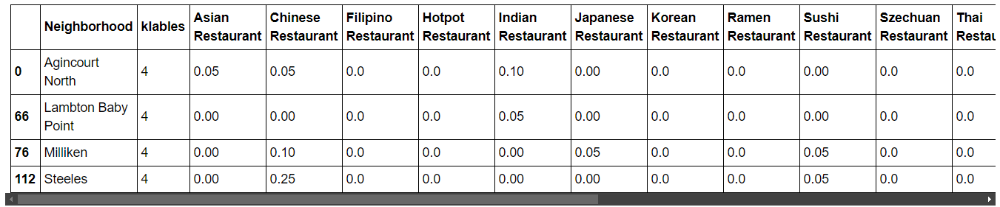 Neighborhood klables Asian Restaurant Chinese Restaurant Filipino Restaurant Hotpot Restaurant Indian Restaurant Japanese Restaurant Korean Restaurant Ramen Restaurant Sushi Restaurant Szechuan Restaurant Thai Restau
0 Agincourt North 4 0.05 0.05 0.0 0.0 0.10 0.00 0.0 0.0 0.00 0.0 0.0
66 Lambton Baby Point 4 0.00 0.00 0.0 0.0 0.05 0.00 0.0 0.0 0.00 0.0 0.0
76 Milliken 4 0.00 0.10 0.0 0.0 0.00 0.05 0.0 0.0 0.05 0.0 0.0
112 Steeles 4 0.00 0.25 0.0 0.0 0.00 0.00 0.0 0.0 0.05 0.0 0.0